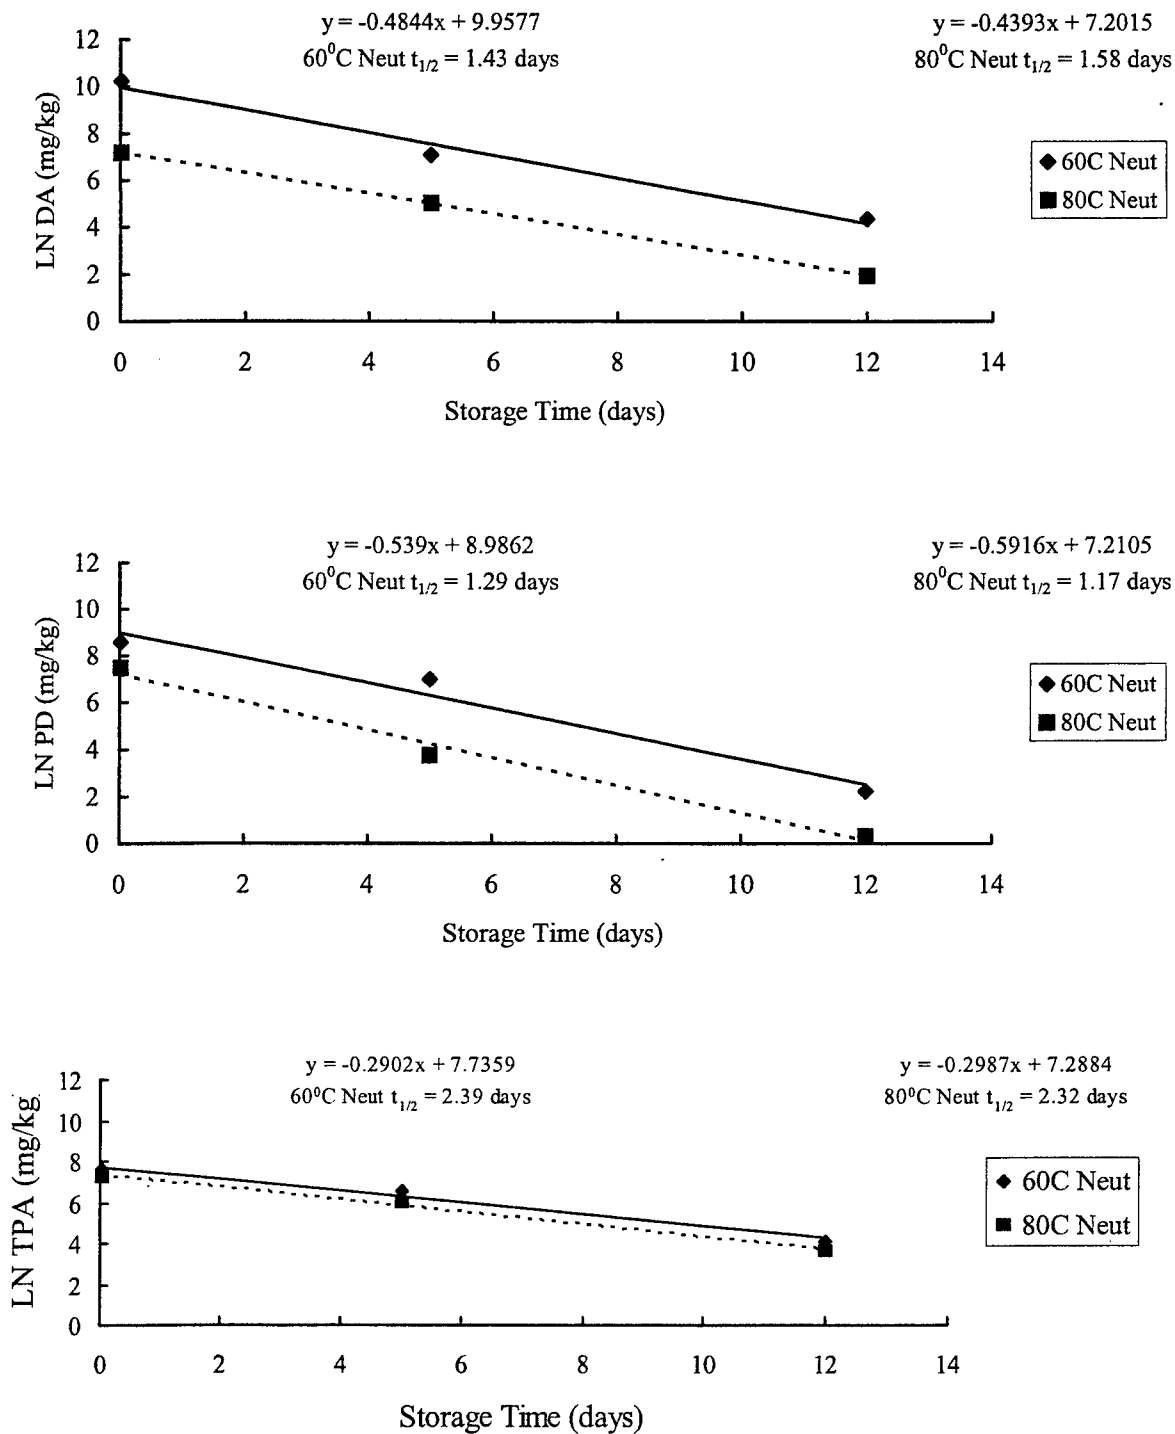 y = -0.4844x + 9.9577
60⁰C Neut t1/2 = 1.43 days
y = -0.4393x + 7.2015
80⁰C Neut t1/2 = 1.58 days
12
10
8
6
4
2
0
LN DA (mg/kg)
0 2 4 6 8 10 12 14
Storage Time (days)
60C Neut
80C Neut
y = -0.539x + 8.9862
60⁰C Neut t1/2 = 1.29 days
y = -0.5916x + 7.2105
80⁰C Neut t1/2 = 1.17 days
12
10
8
6
4
2
0
LN PD (mg/kg)
0 2 4 6 8 10 12 14
Storage Time (days)
60C Neut
80C Neut
y = -0.2902x + 7.7359
60⁰C Neut t1/2 = 2.39 days
y = -0.2987x + 7.2884
80⁰C Neut t1/2 = 2.32 days
12
10
8
6
4
2
0
LN TPA (mg/kg
0 2 4 6 8 10 12 14
Storage Time (days)
60C Neut
80C Neut